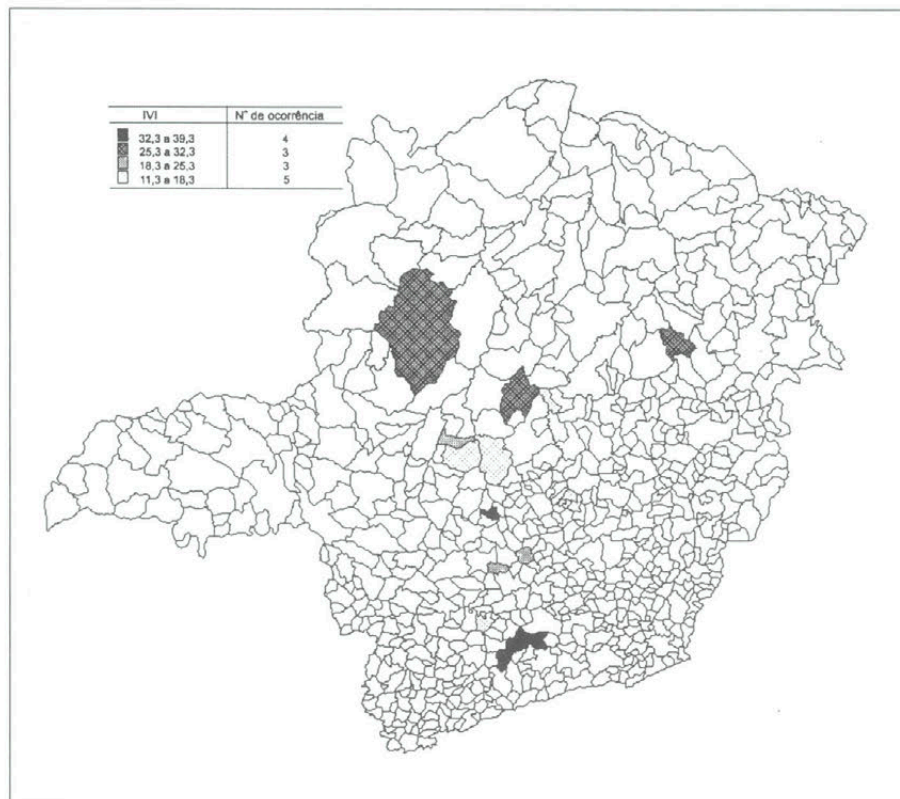 IVI N° de ocorrência
32,3 a 39,3 4
25,3 a 32,3 3
18,3 a 25,3 3
11,3 a 18,3 5